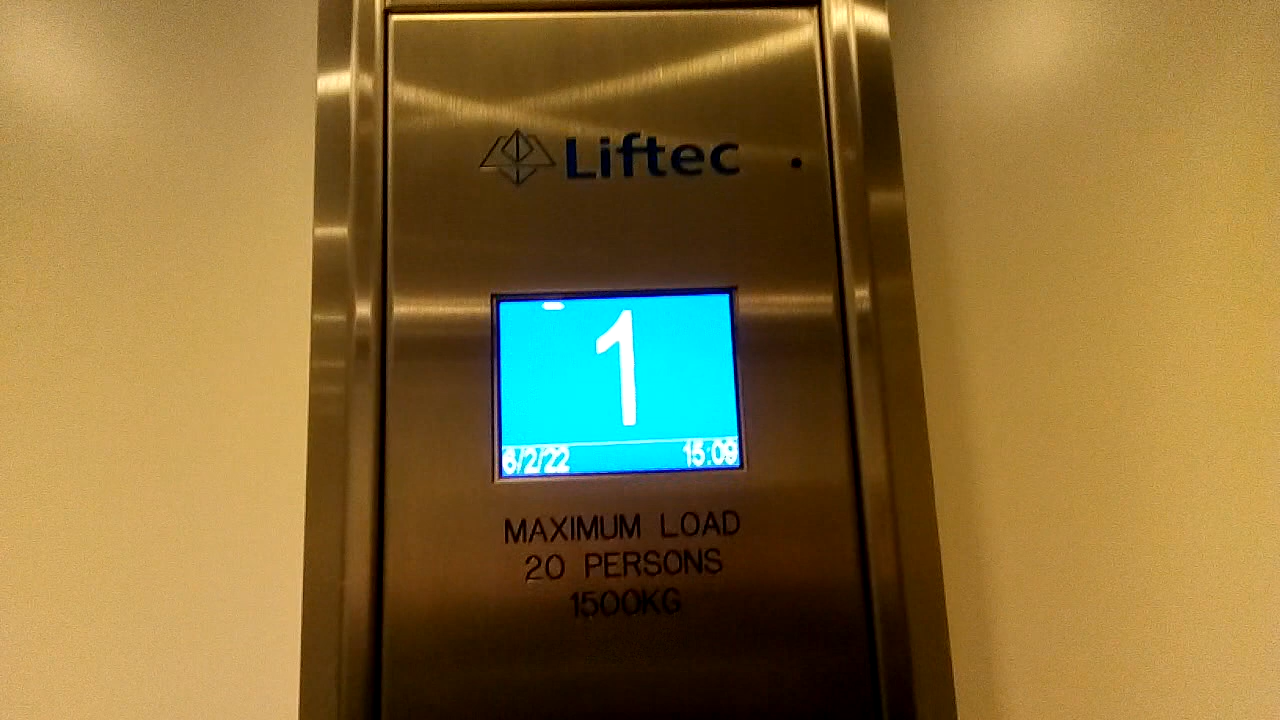 Liftec
1
6/2/22 15:09
MAXIMUM LOAD
20 PERSONS
1500KG